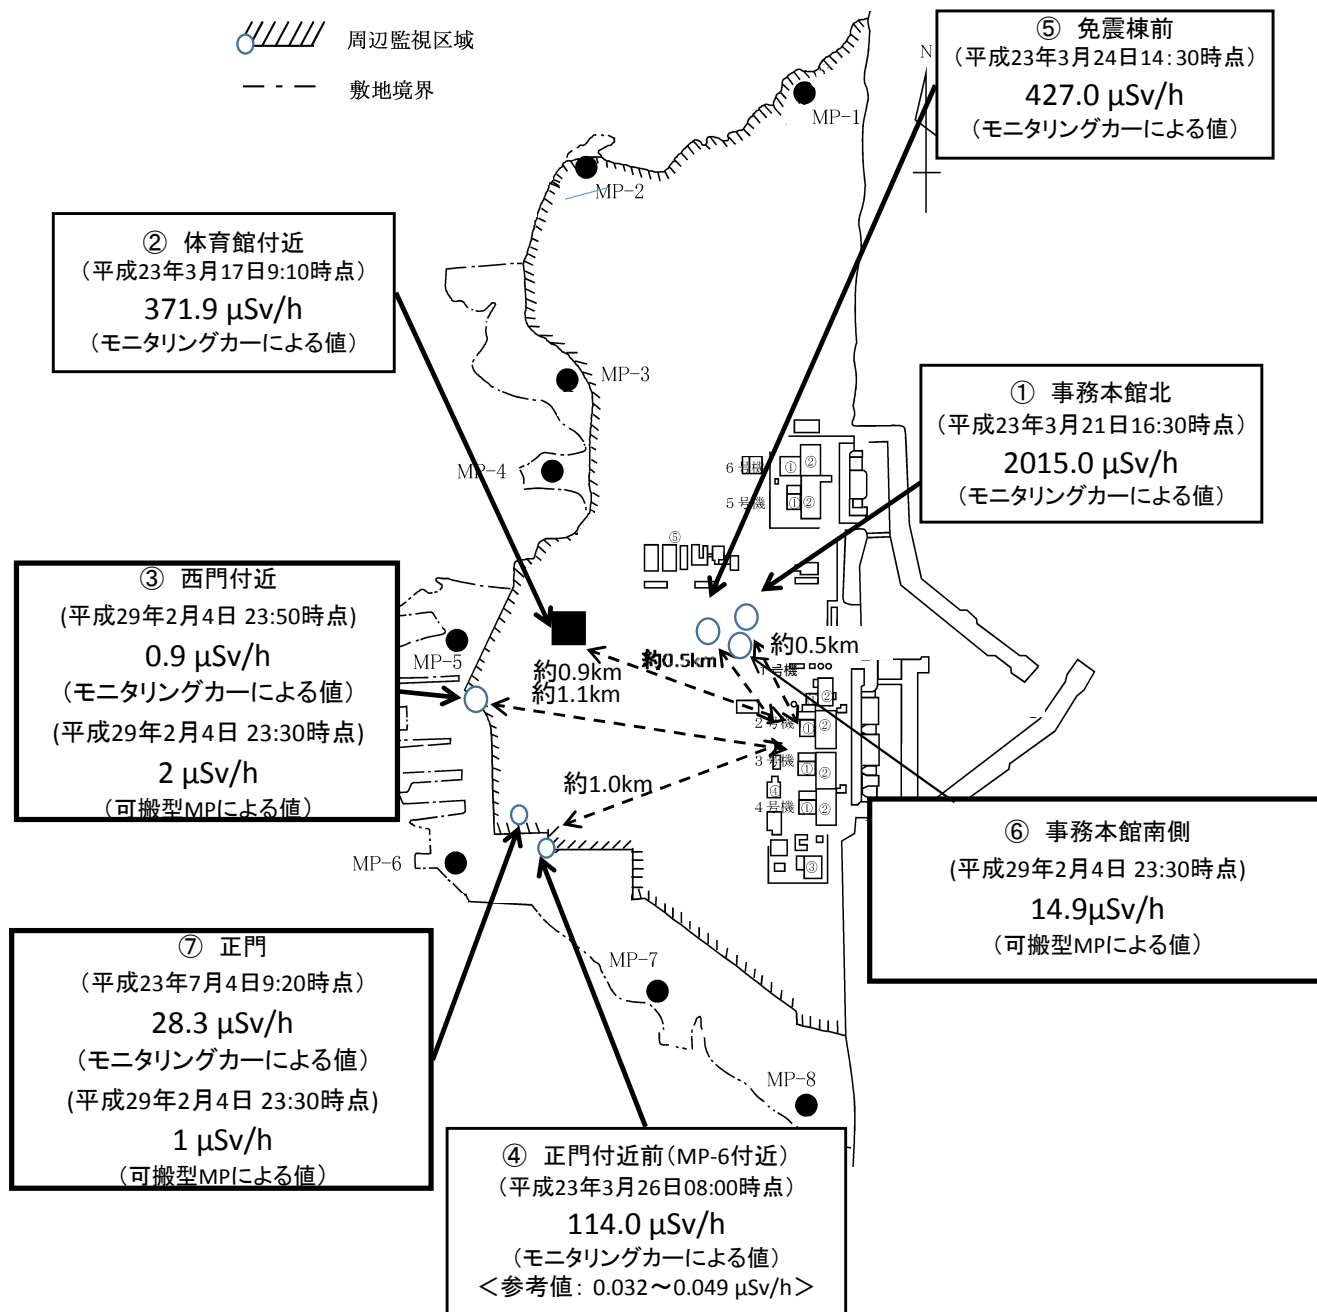 周辺監視区域
敷地境界
⑤ 免震棟前
(平成23年3月24日14:30時点)
427.0 μSv/h
(モニタリングカーによる値)
N
MP-1
MP-2
② 体育館付近
(平成23年3月17日9:10時点)
371.9 μSv/h
(モニタリングカーによる値)
MP-3
① 事務本館北
(平成23年3月21日16:30時点)
2015.0 μSv/h
(モニタリングカーによる値)
MP-4
6号機
①
②
5号機
①
②
⑤
③ 西門付近
(平成29年2月4日 23:50時点)
0.9 μSv/h
(モニタリングカーによる値)
(平成29年2月4日 23:30時点)
2 μSv/h
(可搬型MPによる値)
MP-5
約0.9km
約1.1km
約0.5km
約0.5km
1号機
②
2号機
①
②
3号機
①
②
約1.0km
④
4号機
①
②
③
MP-6
⑥ 事務本館南側
(平成29年2月4日 23:30時点)
14.9μSv/h
(可搬型MPによる値)
⑦ 正門
(平成23年7月4日9:20時点)
28.3 μSv/h
(モニタリングカーによる値)
(平成29年2月4日 23:30時点)
1 μSv/h
(可搬型MPによる値)
MP-7
MP-8
④ 正門付近前(MP-6付近)
(平成23年3月26日08:00時点)
114.0 μSv/h
(モニタリングカーによる値)
<参考値: 0.032~0.049 μSv/h>